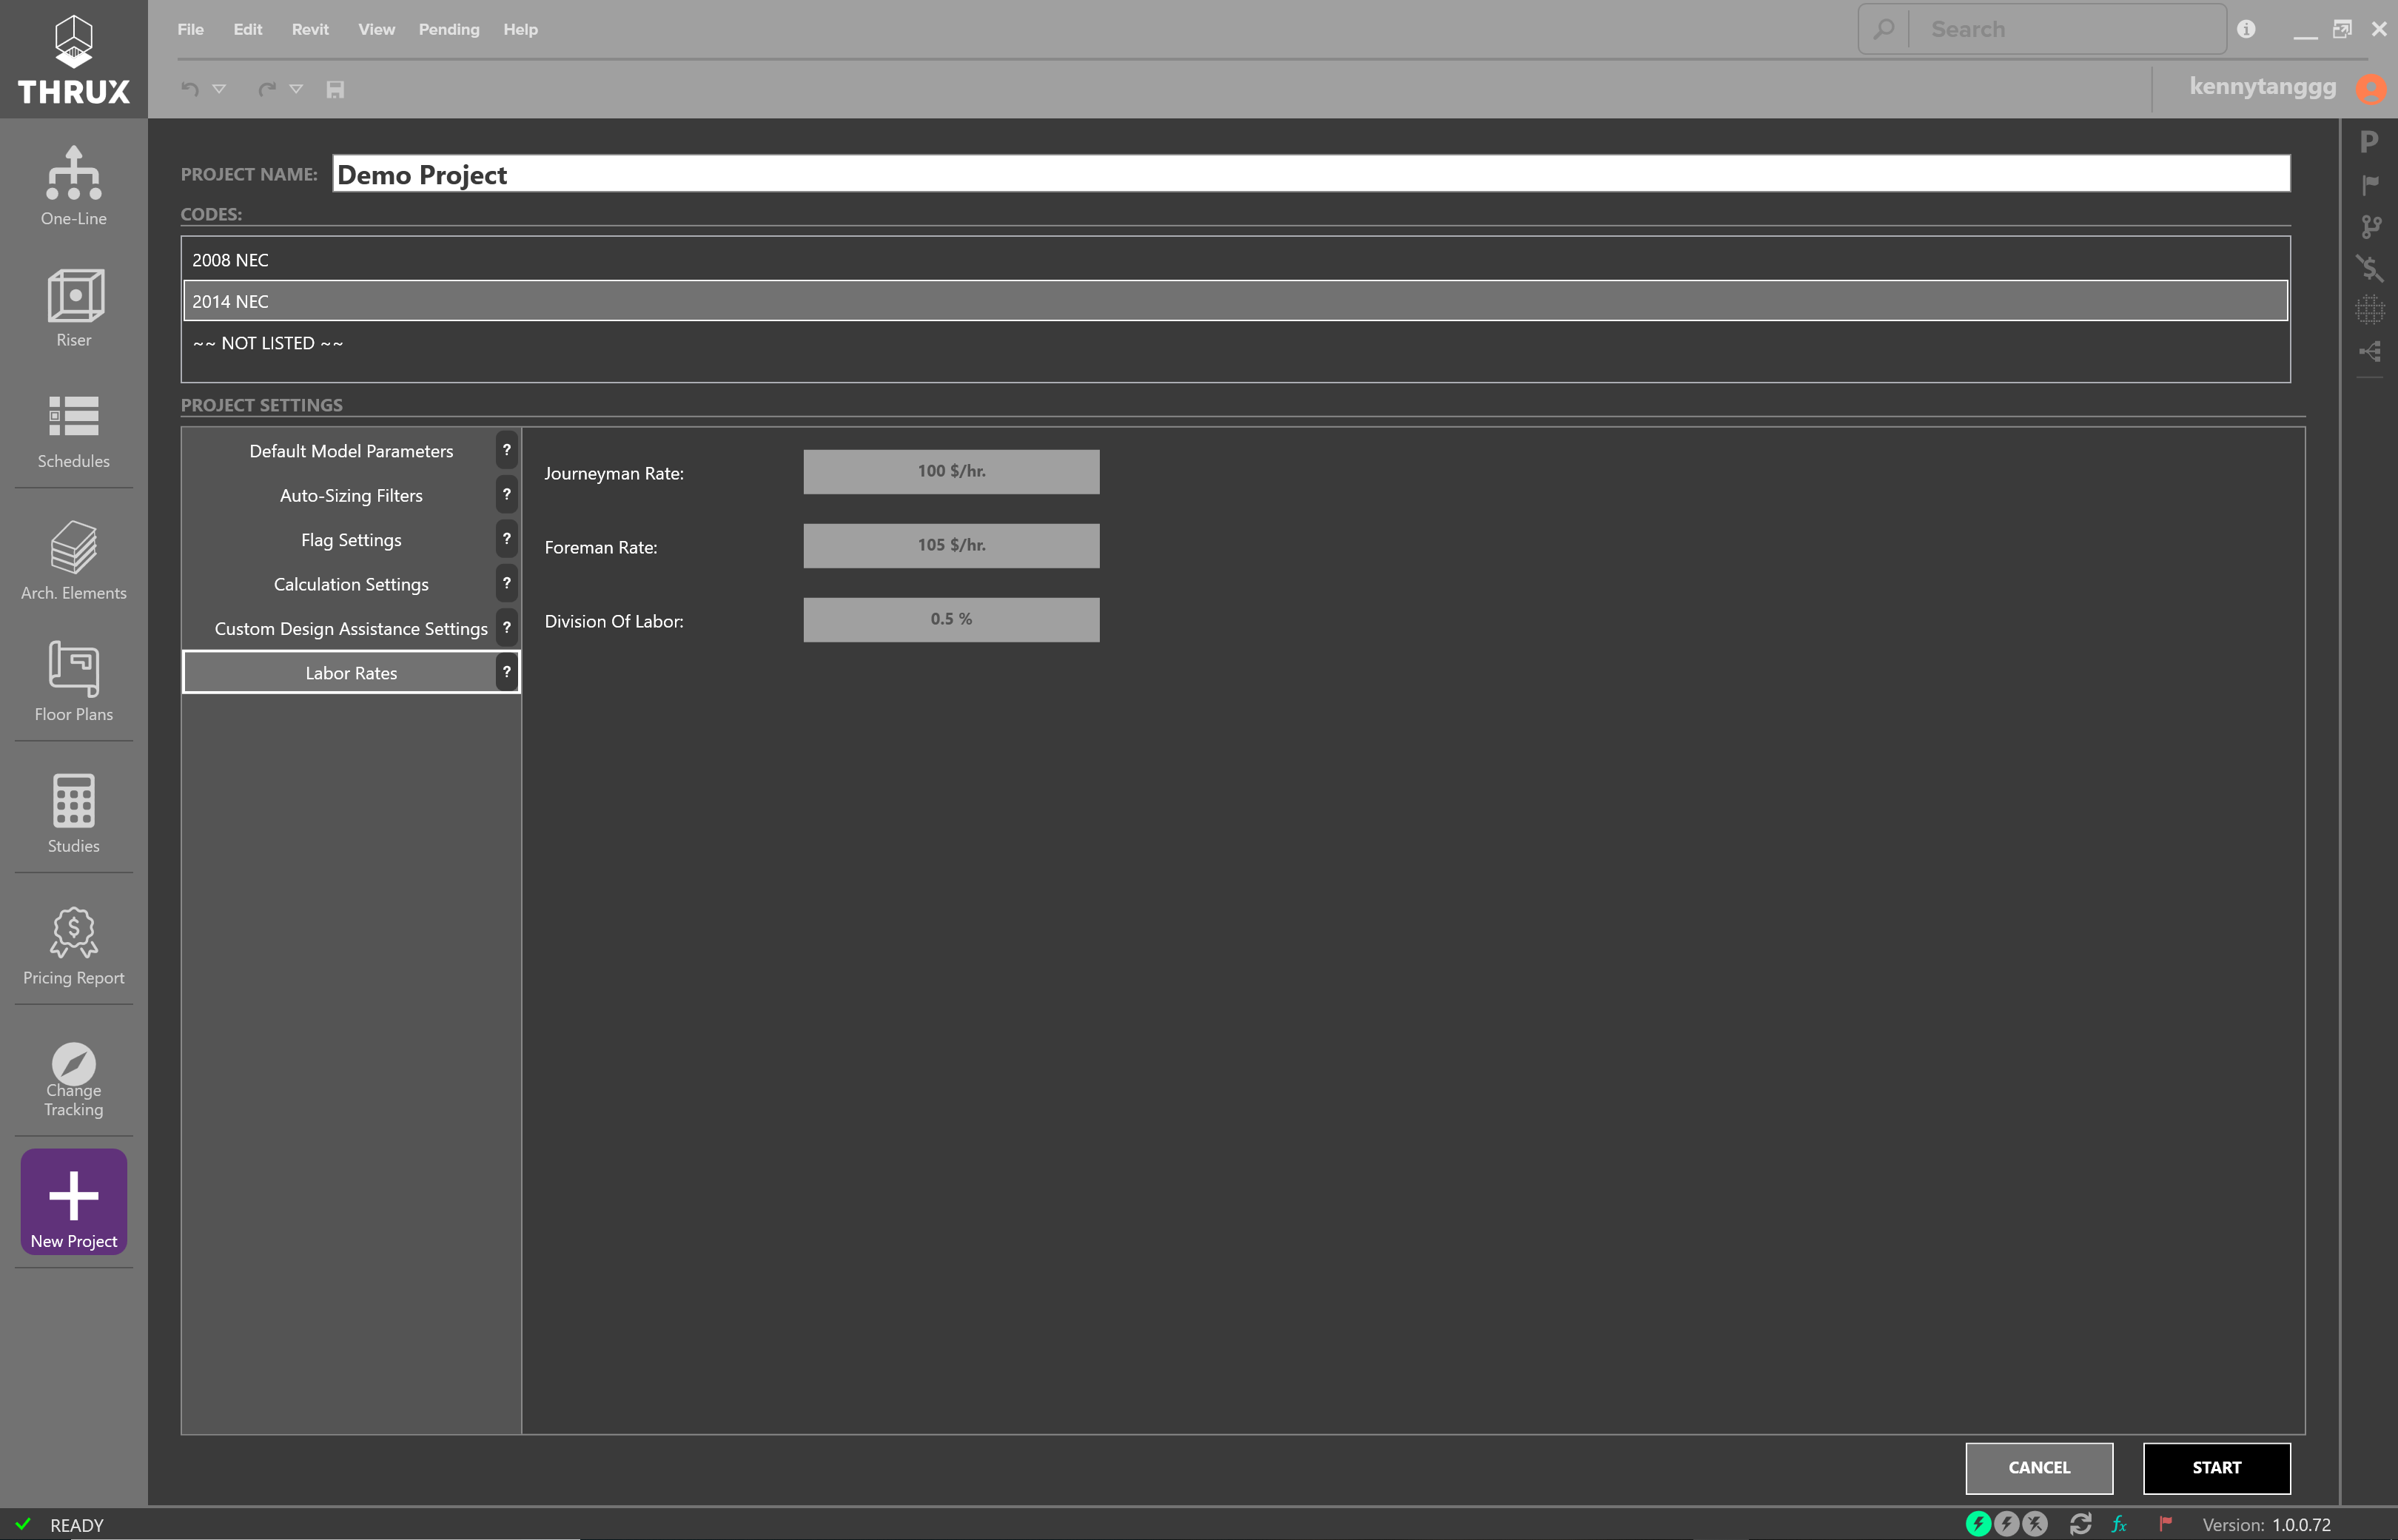 THRUX
File Edit Revit View Pending Help
Search
kennytanggg
One-Line
Riser
Schedules
Arch. Elements
Floor Plans
Studies
Pricing Report
Change
Tracking
New Project
PROJECT NAME: Demo Project
CODES:
2008 NEC
2014 NEC
~~ NOT LISTED ~~
PROJECT SETTINGS
Default Model Parameters ?
Auto-Sizing Filters ?
Flag Settings ?
Calculation Settings ?
Custom Design Assistance Settings ?
Labor Rates ?
Journeyman Rate: 100 $/hr.
Foreman Rate: 105 $/hr.
Division Of Labor: 0.5 %
P
CANCEL START
READY
fx
Version: 1.0.0.72